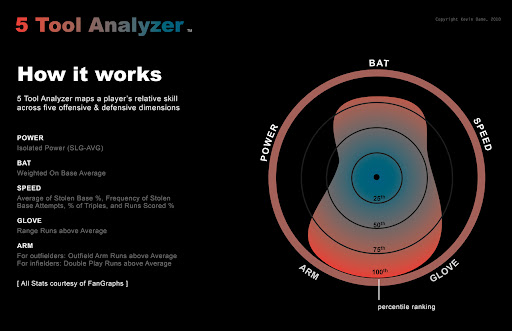 5 Tool Analyzer™
Copyright Kevin Dame, 2010
How it works
5 Tool Analyzer maps a player's relative skill
across five offensive & defensive dimensions
POWER
Isolated Power (SLG-AVG)
BAT
Weighted On Base Average
SPEED
Average of Stolen Base %, Frequency of Stolen
Base Attempts, % of Triples, and Runs Scored %
GLOVE
Range Runs above Average
ARM
For outfielders: Outfield Arm Runs above Average
For infielders: Double Play Runs above Average
[ All Stats courtesy of FanGraphs ]
BAT
POWER
SPEED
25th
50th
75th
100th
ARM
GLOVE
percentile ranking